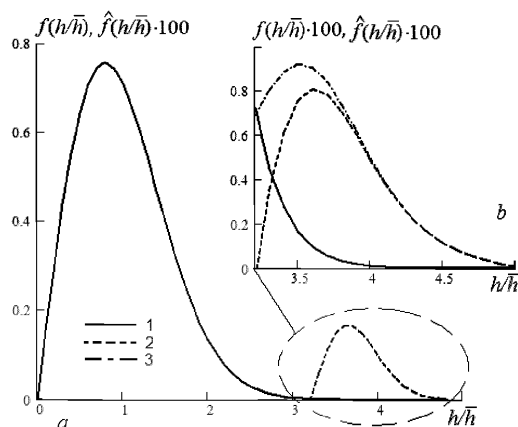 f(h/h̅), f̂(h/h̅)·100
0.8
0.6
0.4
0.2
0
0 1 2 3 4 h/h̅
1
2
3
a
f(h/h̅)·100, f̂(h/h̅)·100
1
0.8
0.6
0.4
0.2
0
3.5 4 4.5 h/h̅
b